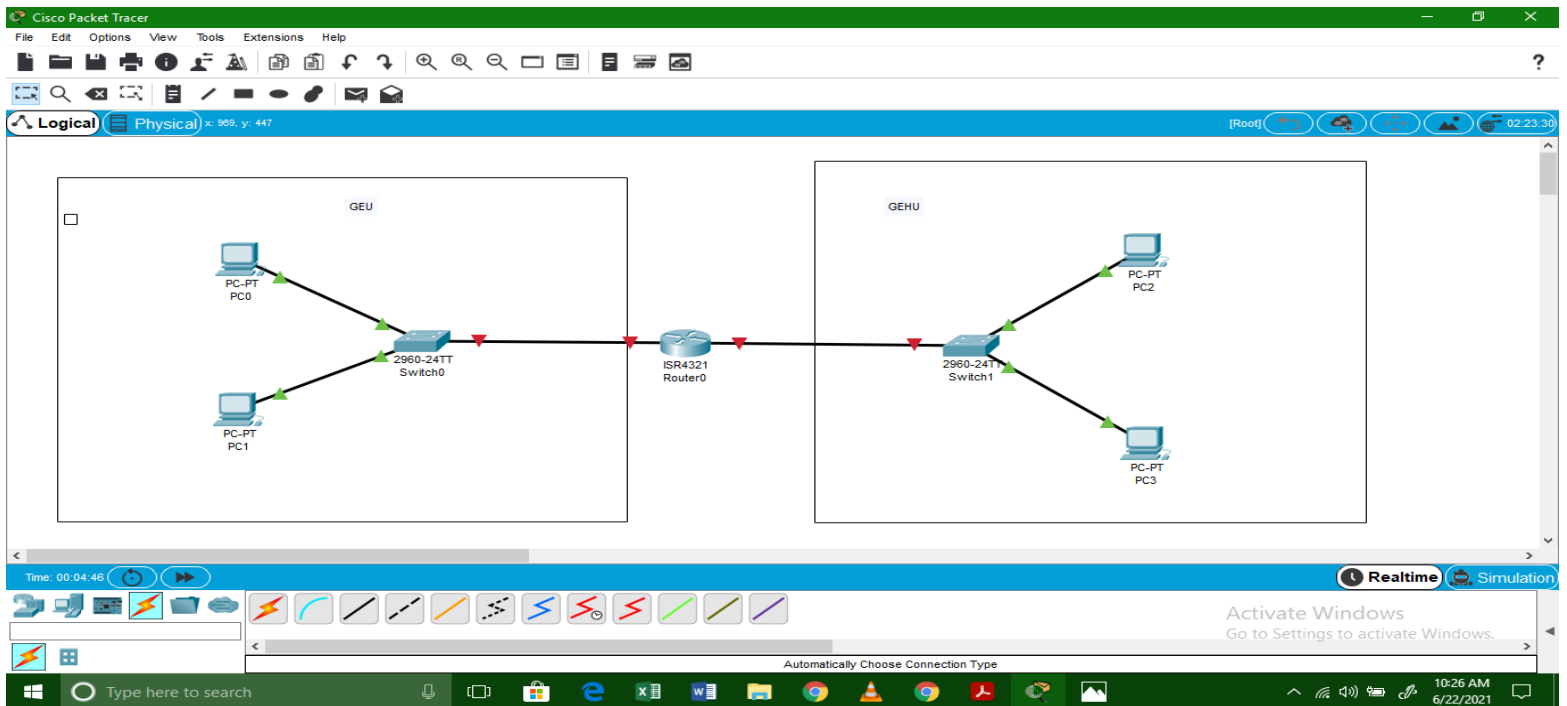 Cisco Packet Tracer
File Edit Options View Tools Extensions Help
?
Logical Physical x: 969, y: 447 [Root] 02:23:30
GEU GEHU
PC-PT
PC0
PC-PT
PC2
2960-24TT
Switch0
ISR4321
Router0
2960-24TT
Switch1
PC-PT
PC1
PC-PT
PC3
Time: 00:04:46 Realtime Simulation
Activate Windows
Go to Settings to activate Windows.
Automatically Choose Connection Type
Type here to search 10:26 AM
6/22/2021